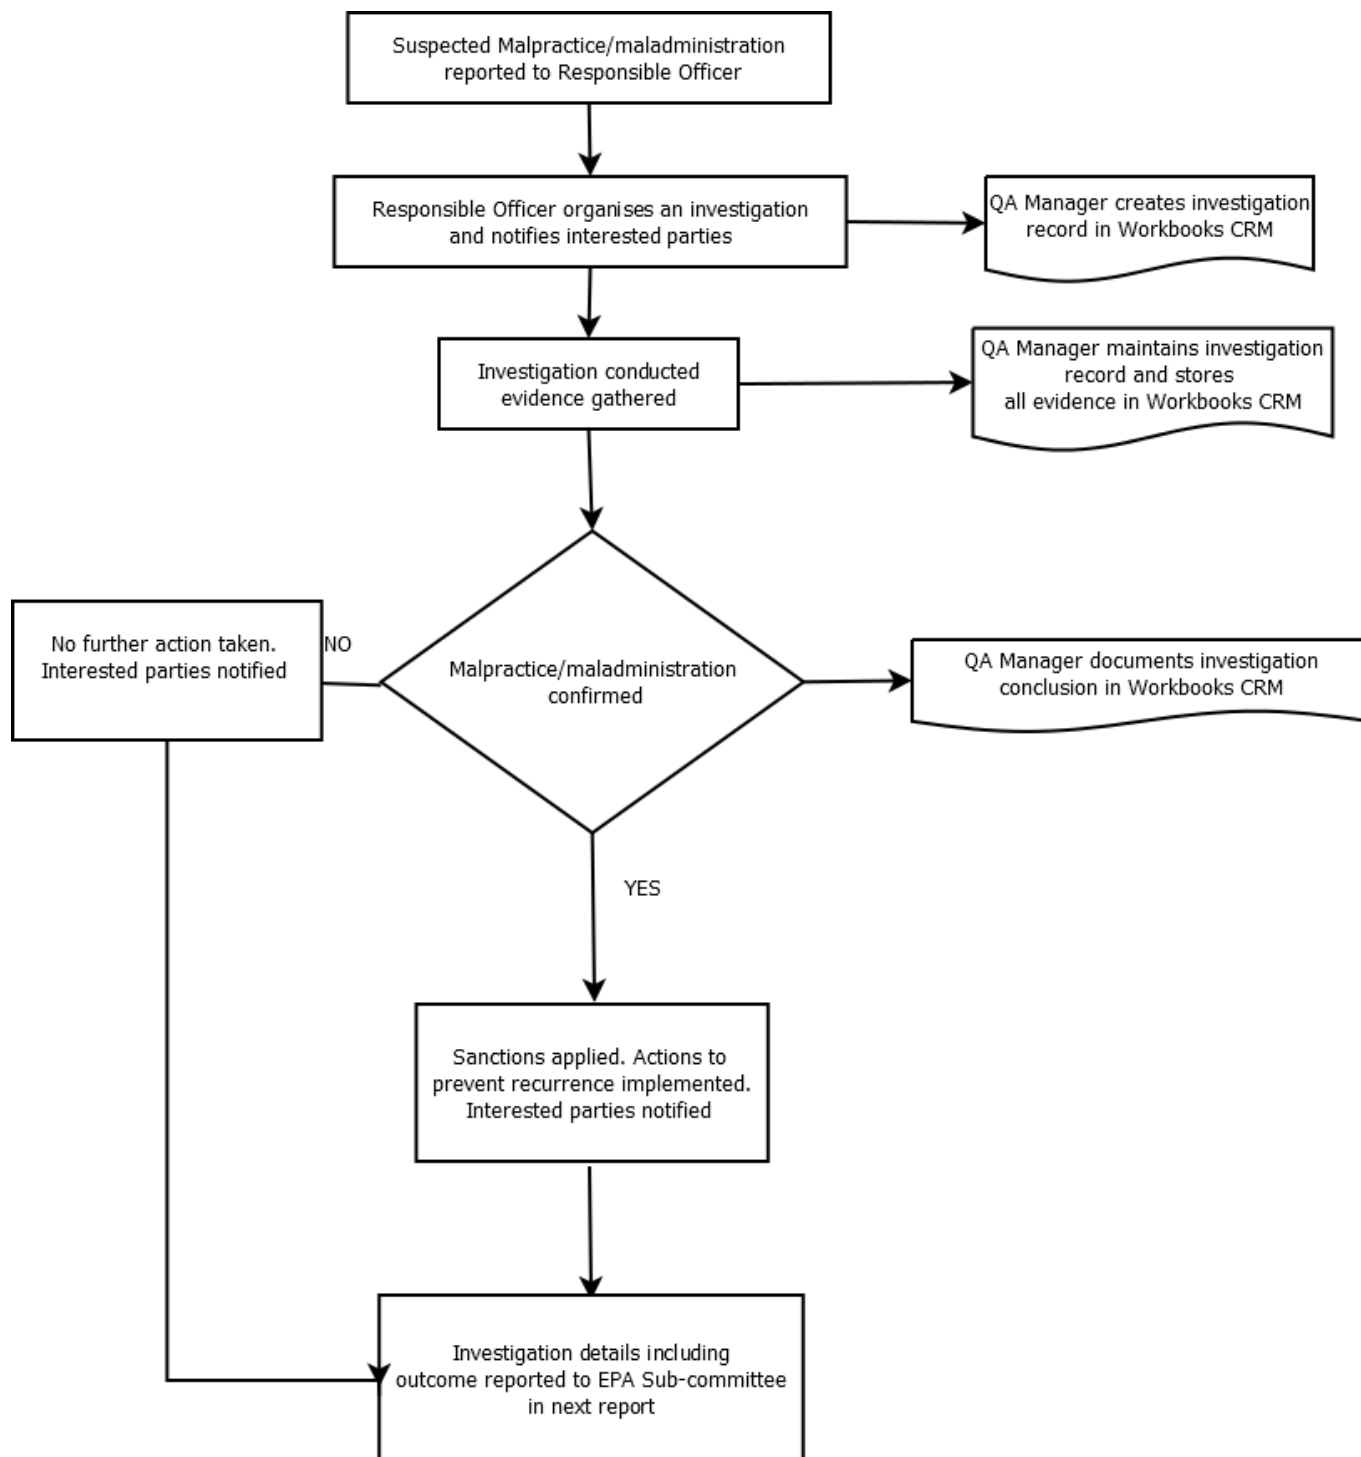 Suspected Malpractice/maladministration
reported to Responsible Officer
Responsible Officer organises an investigation
and notifies interested parties
QA Manager creates investigation
record in Workbooks CRM
Investigation conducted
evidence gathered
QA Manager maintains investigation
record and stores
all evidence in Workbooks CRM
No further action taken.
Interested parties notified
NO
Malpractice/maladministration
confirmed
QA Manager documents investigation
conclusion in Workbooks CRM
YES
Sanctions applied. Actions to
prevent recurrence implemented.
Interested parties notified
Investigation details including
outcome reported to EPA Sub-committee
in next report